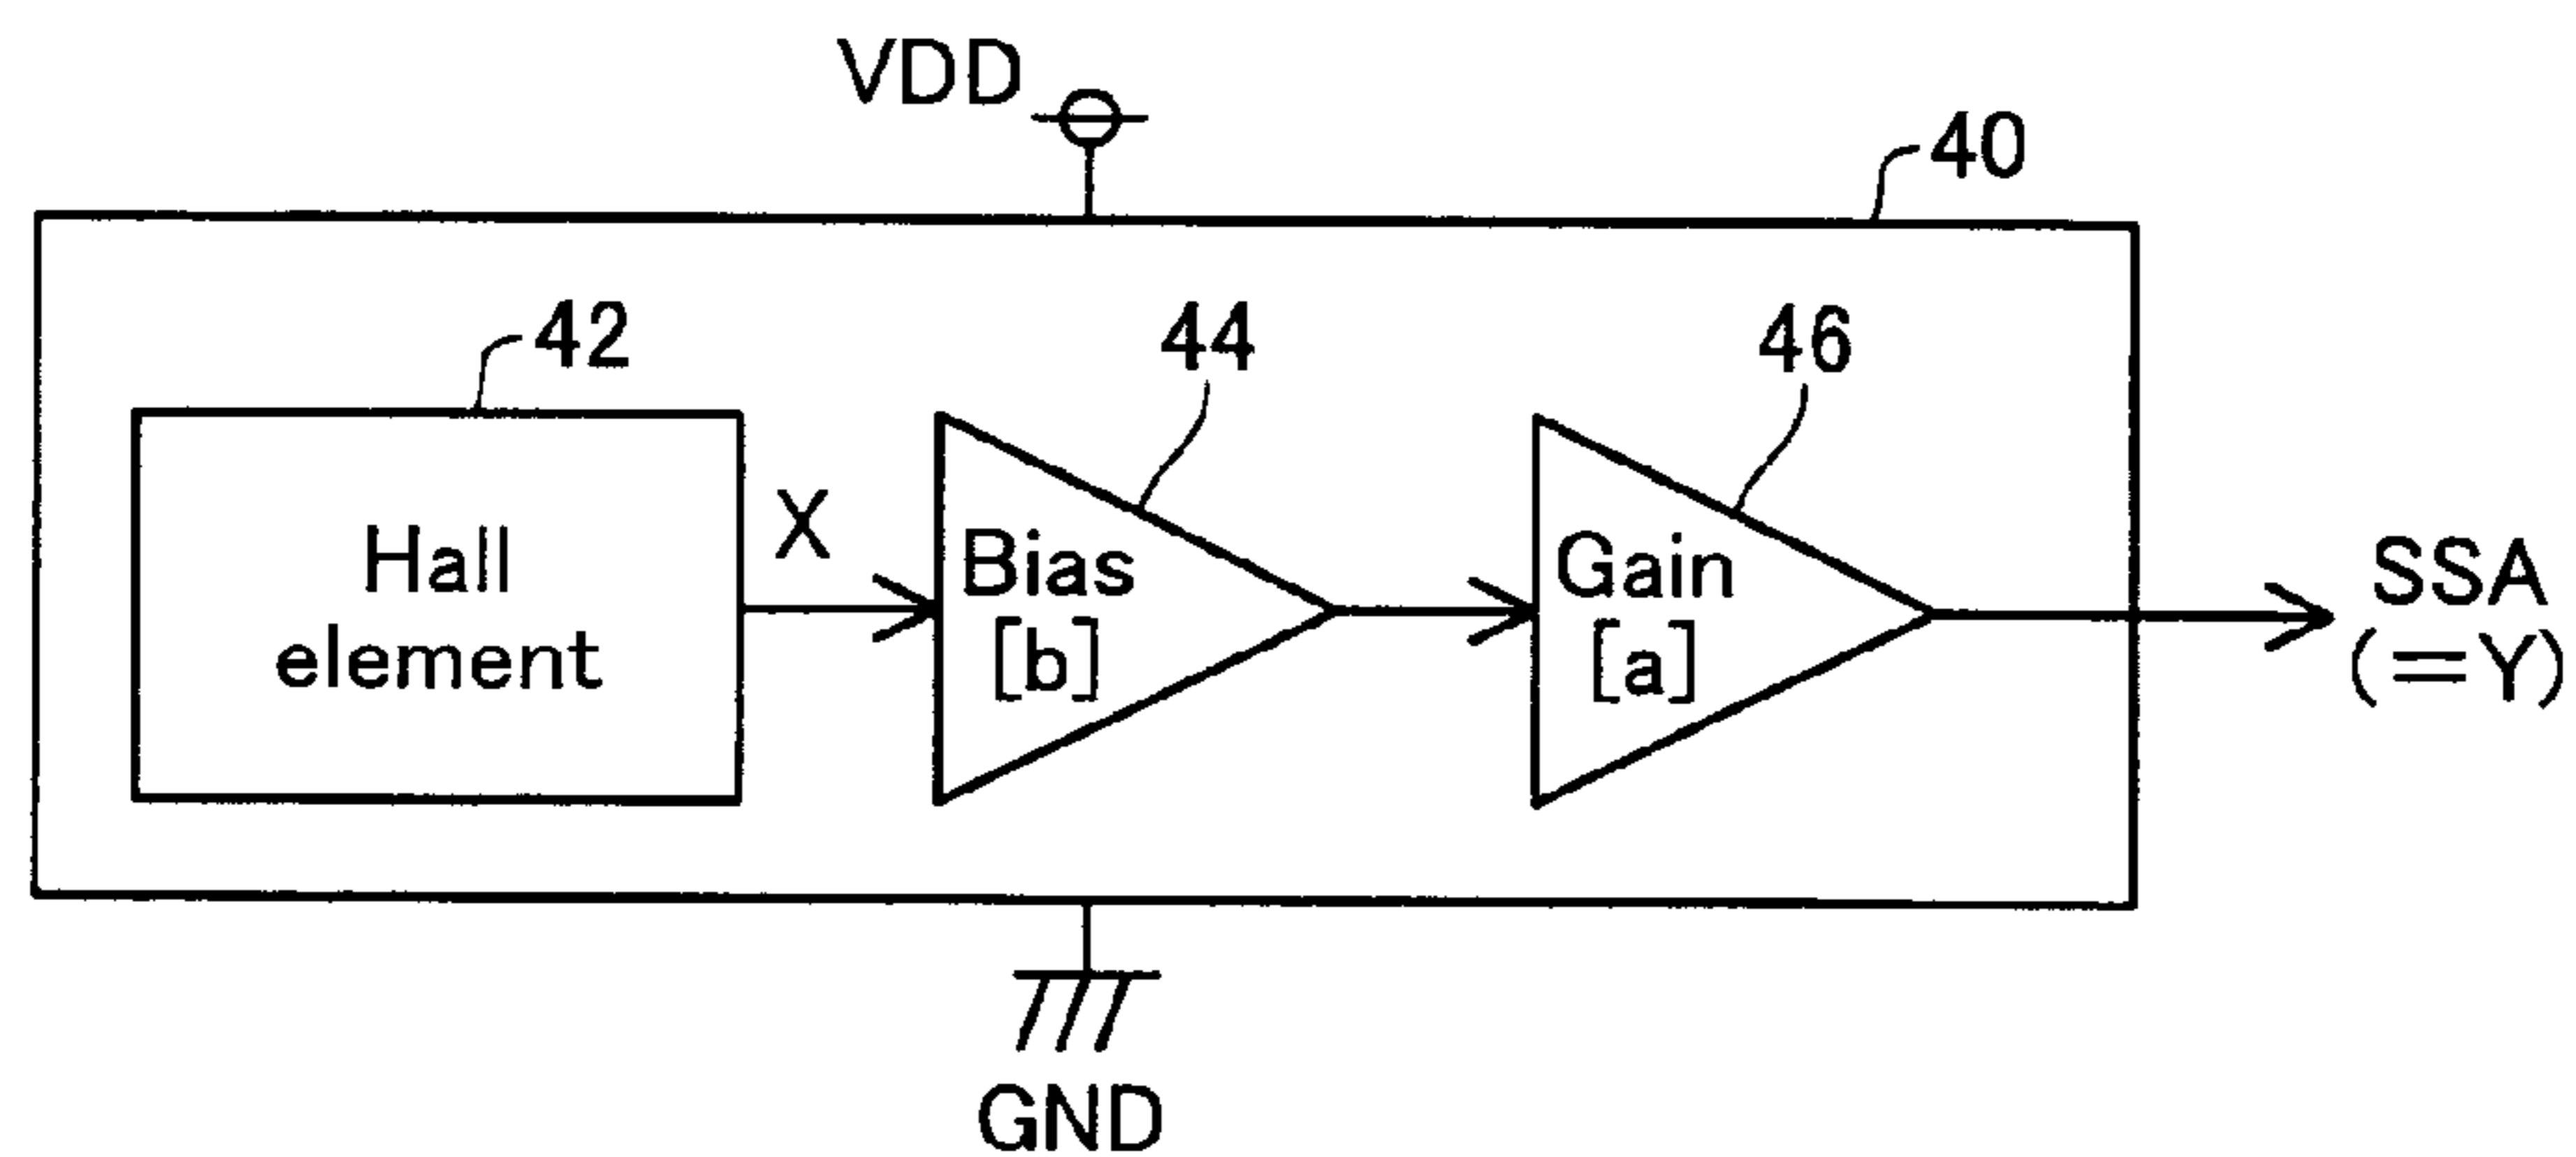 VDD
40
42
44
46
Hall
element
X
Bias
[b]
Gain
[a]
SSA
(=Y)
GND